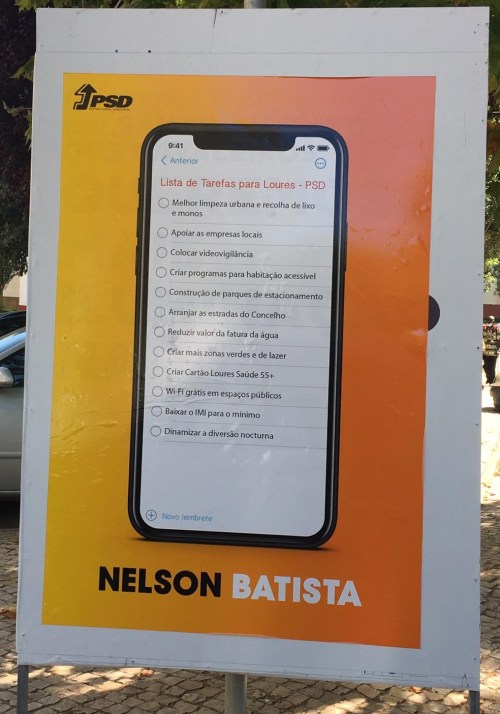 PSD
9:41
Anterior
Lista de Tarefas para Loures - PSD
Melhor limpeza urbana e recolha de lixo
e monos
Apoiar as empresas locais
Colocar videovigilância
Criar programas para habitação acessível
Construção de parques de estacionamento
Arranjar as estradas do Concelho
Reduzir valor da fatura da água
Criar mais zonas verdes e de lazer
Criar Cartão Loures Saúde 55+
Wi-Fi grátis em espaços públicos
Baixar o IMI para o mínimo
Dinamizar a diversão nocturna
Novo lembrete
NELSON BATISTA